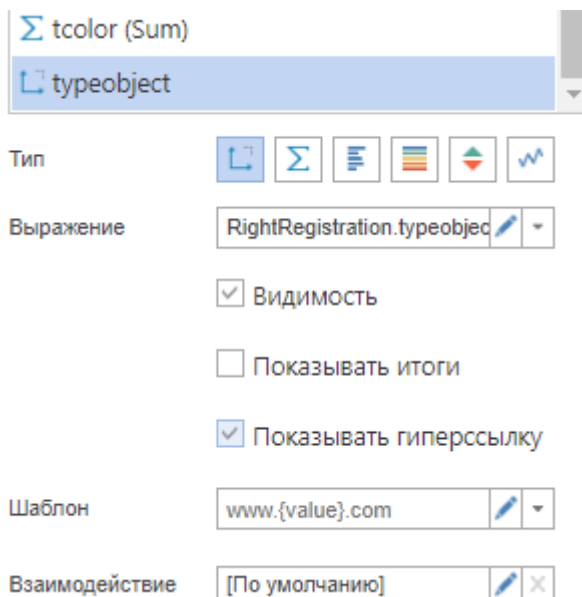 tcolor (Sum)
typeobject
Тип
Выражение
RightRegistration.typeobjec
Видимость
Показывать итоги
Показывать гиперссылку
Шаблон
www.{value}.com
Взаимодействие
[По умолчанию]